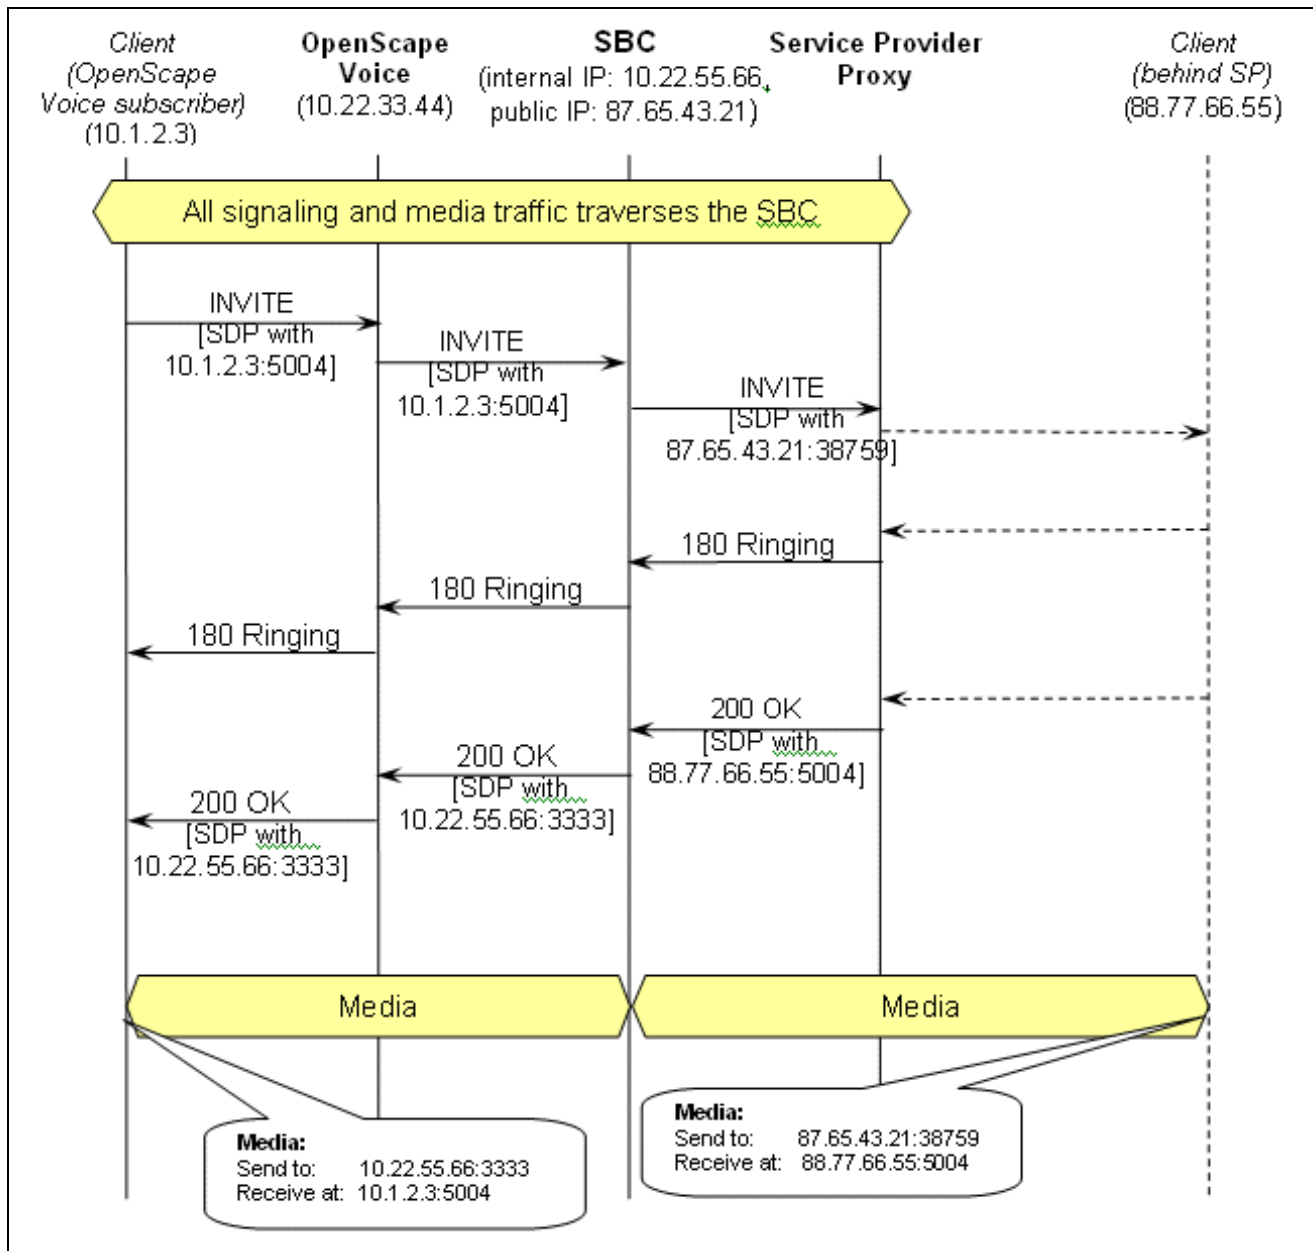 Client
(OpenScape
Voice subscriber)
(10.1.2.3)
OpenScape
Voice
(10.22.33.44)
SBC
(internal IP: 10.22.55.66,
public IP: 87.65.43.21)
Service Provider
Proxy
Client
(behind SP)
(88.77.66.55)
All signaling and media traffic traverses the SBC
INVITE
[SDP with
10.1.2.3:5004]
INVITE
[SDP with
10.1.2.3:5004]
INVITE
[SDP with
87.65.43.21:38759]
180 Ringing
180 Ringing
180 Ringing
200 OK
[SDP with
88.77.66.55:5004]
200 OK
[SDP with
10.22.55.66:3333]
200 OK
[SDP with
10.22.55.66:3333]
Media
Media
Media:
Send to: 10.22.55.66:3333
Receive at: 10.1.2.3:5004
Media:
Send to: 87.65.43.21:38759
Receive at: 88.77.66.55:5004